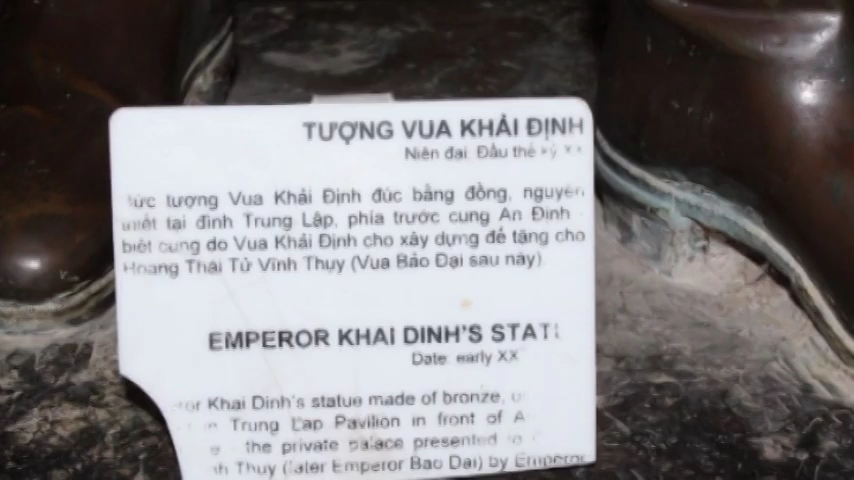 TƯỢNG VUA KHẢI ĐỊNH
Niên đại Đầu thế kỷ XX
tượng Vua Khải Định đúc bằng đồng, nguyên
tại đình Trung Lập, phía trước cung An Định
biệt cung do Vua Khải Định cho xây dựng để tặng cho
Hoàng Thái Tử Vĩnh Thụy (Vua Bảo Đại sau này)
EMPEROR KHAI DINH'S STAT
Date early XX
Khai Dinh's statue made of bronze,
Trung Lap Pavilion in front of A
the private palace presented
Thuy (later Emperor Bao Dai) by Emperor